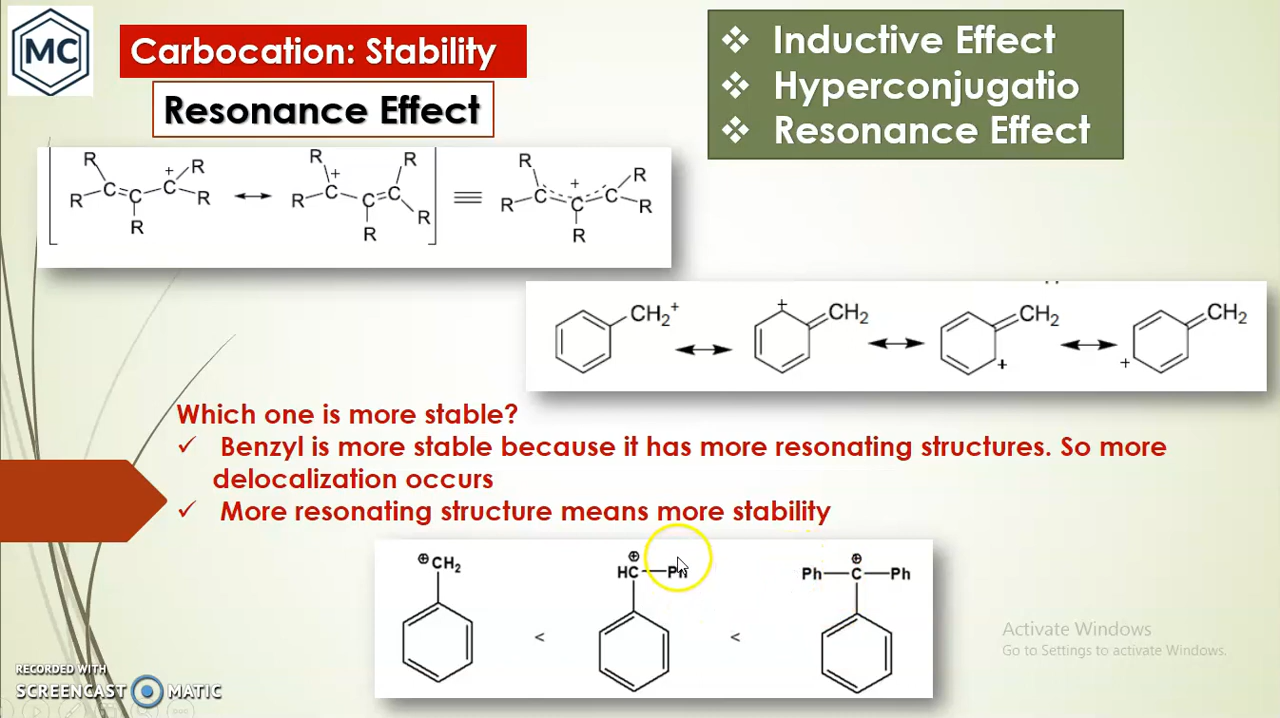 MC
Carbocation: Stability
Resonance Effect
❖ Inductive Effect
❖ Hyperconjugatio
❖ Resonance Effect
R + R R + R R + R
R C C C R R C C C R R C C C R
R R R
CH2+ + CH2 CH2 + CH2 +
Which one is more stable?
✓ Benzyl is more stable because it has more resonating structures. So more
delocalization occurs
✓ More resonating structure means more stability
⊕CH2 ⊕ ⊕
HC Ph Ph C Ph
< <
Activate Windows
Go to Settings to activate Windows.
RECORDED WITH
SCREENCAST MATIC